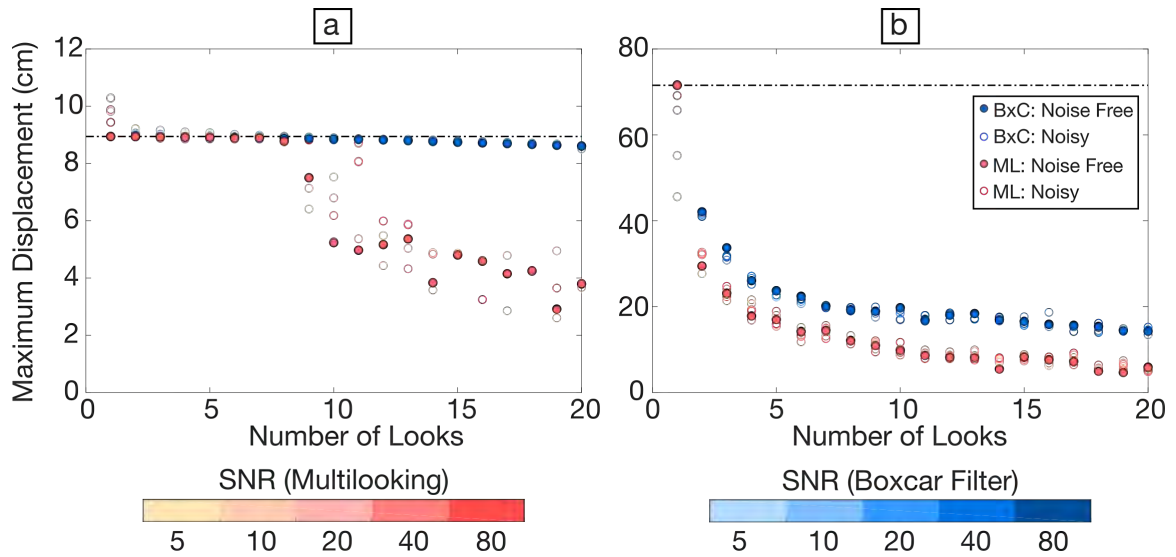 a
b
Maximum Displacement (cm)
12
10
8
6
4
2
0
0 5 10 15 20
Number of Looks
80
60
40
20
0
0 5 10 15 20
Number of Looks
BxC: Noise Free
BxC: Noisy
ML: Noise Free
ML: Noisy
SNR (Multilooking)
5 10 20 40 80
SNR (Boxcar Filter)
5 10 20 40 80